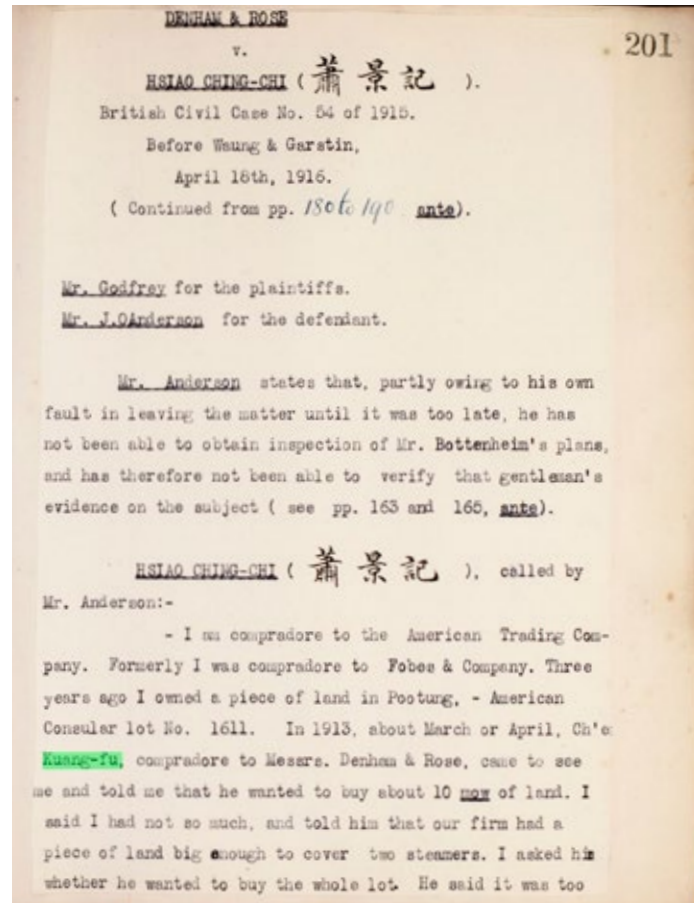 DENHAM & ROSE
201
v.
HSIAO CHING-CHI ( 蕭景記 ).
British Civil Case No. 54 of 1915.
Before Waung & Garstin,
April 18th, 1916.
( Continued from pp. 180 to 190 ante).
Mr. Godfrey for the plaintiffs.
Mr. J.OAnderson for the defendant.
Mr. Anderson states that, partly owing to his own
fault in leaving the matter until it was too late, he has
not been able to obtain inspection of Mr. Bottenheim's plans,
and has therefore not been able to verify that gentleman's
evidence on the subject ( see pp. 163 and 165, ante).
HSIAO CHING-CHI ( 蕭景記 ), called by
Mr. Anderson:-
- I am compradore to the American Trading Com-
pany. Formerly I was compradore to Fobes & Company. Three
years ago I owned a piece of land in Pootung, - American
Consular lot No. 1611. In 1913, about March or April,
Kuang-fu, compradore to Messrs. Denham & Rose, came to see
me and told me that he wanted to buy about 10 mow of land. I
said I had not so much, and told him that our firm had a
piece of land big enough to cover two steamers. I asked him
whether he wanted to buy the whole lot. He said it was too